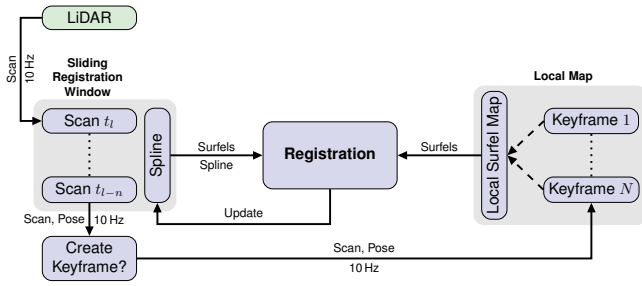 LiDAR
Scan
10 Hz
Sliding
Registration
Window
Scan t_l
Scan t_{l−n}
Spline
Surfels
Spline
Registration
Update
Surfels
Local Map
Local Surfel Map
Keyframe 1
Keyframe N
Scan, Pose
10 Hz
Create
Keyframe?
Scan, Pose
10 Hz